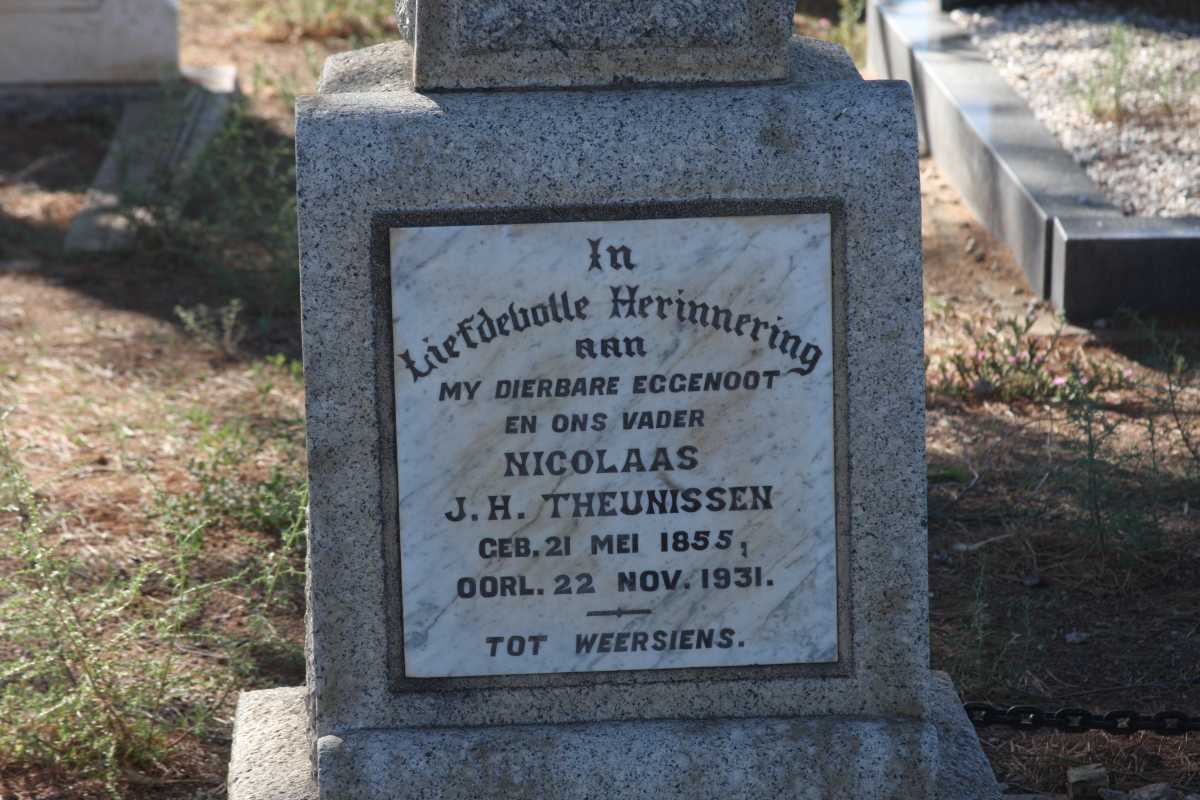 In
Liefdevolle Herinnering
aan
MY DIERBARE EGGENOOT
EN ONS VADER
NICOLAAS
J.H. THEUNISSEN
GEB. 21 MEI 1855,
OORL. 22 NOV. 1931.
TOT WEERSIENS.